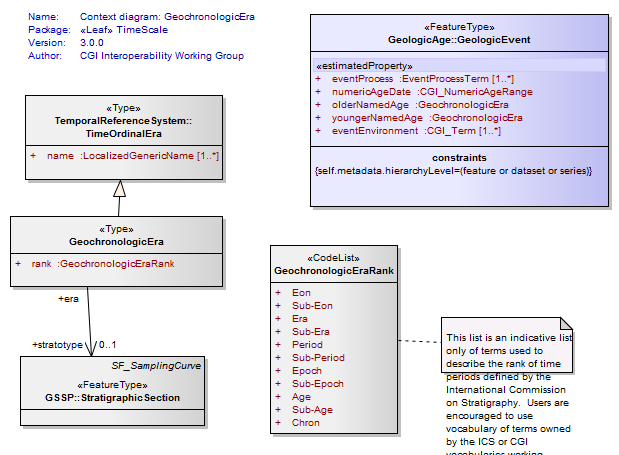 Name: Context diagram: GeochronologicEra
Package: «Leaf» TimeScale
Version: 3.0.0
Author: CGI Interoperability Working Group
«FeatureType»
GeologicAge::GeologicEvent
«estimatedProperty»
+ eventProcess :EventProcessTerm [1..*]
+ numericAgeDate :CGI_NumericAgeRange
+ olderNamedAge :GeochronologicEra
+ youngerNamedAge :GeochronologicEra
+ eventEnvironment :CGI_Term [1..*]
constraints
{self.metadata.hierarchyLevel=(feature or dataset or series)}
«Type»
TemporalReferenceSystem::
TimeOrdinalEra
+ name :LocalizedGenericName [1..*]
«Type»
GeochronologicEra
+ rank :GeochronologicEraRank
+era
+stratotype 0..1
SF_SamplingCurve
«FeatureType»
GSSP::StratigraphicSection
«CodeList»
GeochronologicEraRank
+ Eon
+ Sub-Eon
+ Era
+ Sub-Era
+ Period
+ Sub-Period
+ Epoch
+ Sub-Epoch
+ Age
+ Sub-Age
+ Chron
This list is an indicative list
only of terms used to
describe the rank of time
periods defined by the
International Commission
on Stratigraphy. Users are
encouraged to use
vocabulary of terms owned
by the ICS or CGI
vocabularies working